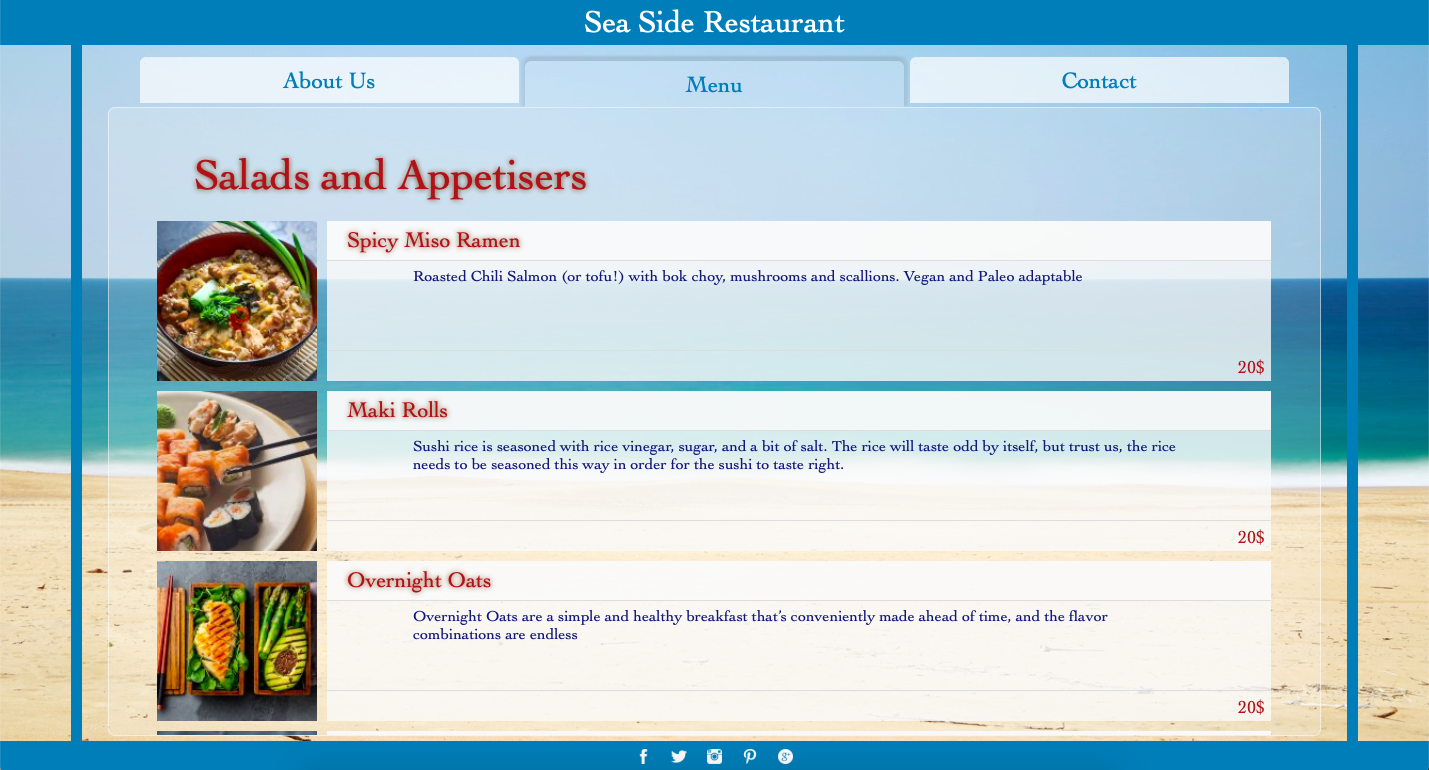 Sea Side Restaurant
About Us
Menu
Contact
Salads and Appetisers
Spicy Miso Ramen
Roasted Chili Salmon (or tofu!) with bok choy, mushrooms and scallions. Vegan and Paleo adaptable
20$
Maki Rolls
Sushi rice is seasoned with rice vinegar, sugar, and a bit of salt. The rice will taste odd by itself, but trust us, the rice
needs to be seasoned this way in order for the sushi to taste right.
20$
Overnight Oats
Overnight Oats are a simple and healthy breakfast that's conveniently made ahead of time, and the flavor
combinations are endless
20$